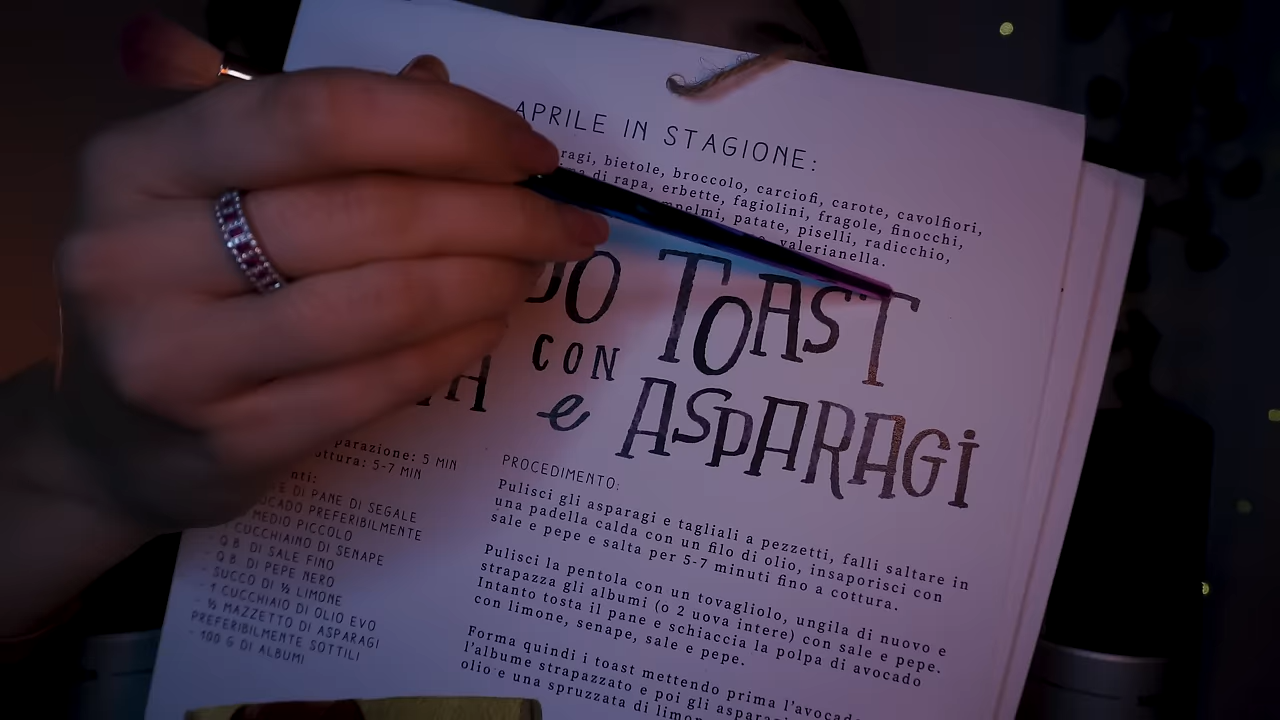 APRILE IN STAGIONE:
bietole, broccolo, carciofi, carote, cavolfiori,
di rapa, erbette, fagiolini, fragole, finocchi,
patate, piselli, radicchio,
valerianella.
TOAST
CON
e ASPARAGI
5 MIN
5-7 MIN
DI PANE DI SEGALE
PREFERIBILMENTE
MEDIO PICCOLO
CUCCHIAINO DI SENAPE
- Q.B. DI SALE FINO
- Q.B. DI PEPE NERO
- SUCCO DI ½ LIMONE
- 1 CUCCHIAIO DI OLIO EVO
- ½ MAZZETTO DI ASPARAGI
PREFERIBILMENTE SOTTILI
- 100 G DI ALBUMI
PROCEDIMENTO:
Pulisci gli asparagi e tagliali a pezzetti, falli saltare in
una padella calda con un filo di olio, insaporisci con
sale e pepe e salta per 5-7 minuti fino a cottura.
Pulisci la pentola con un tovagliolo, ungila di nuovo e
strapazza gli albumi (o 2 uova intere) con sale e pepe.
Intanto tosta il pane e schiaccia la polpa di avocado
con limone, senape, sale e pepe.
Forma quindi i toast mettendo prima l'avocado
l'albume strapazzato e poi gli
olio e una spruzzata di